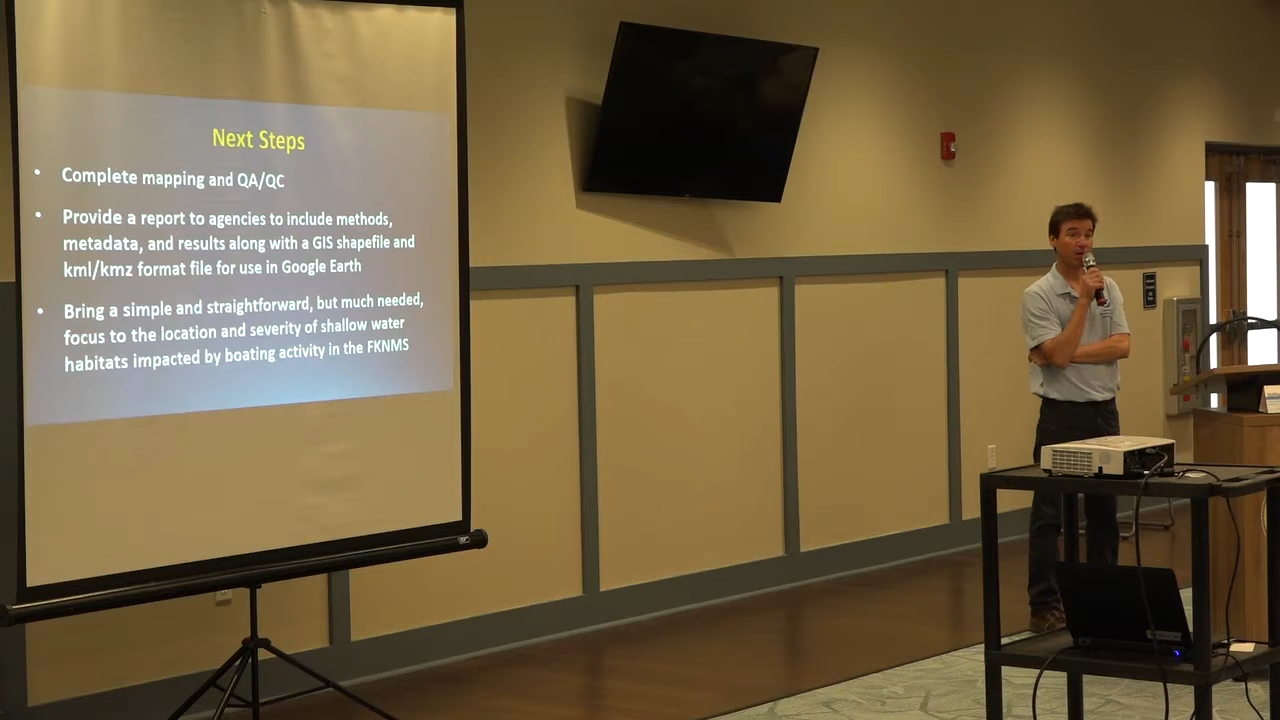 Next Steps
• Complete mapping and QA/QC
• Provide a report to agencies to include methods,
metadata, and results along with a GIS shapefile and
kml/kmz format file for use in Google Earth
• Bring a simple and straightforward, but much needed,
focus to the location and severity of shallow water
habitats impacted by boating activity in the FKNMS